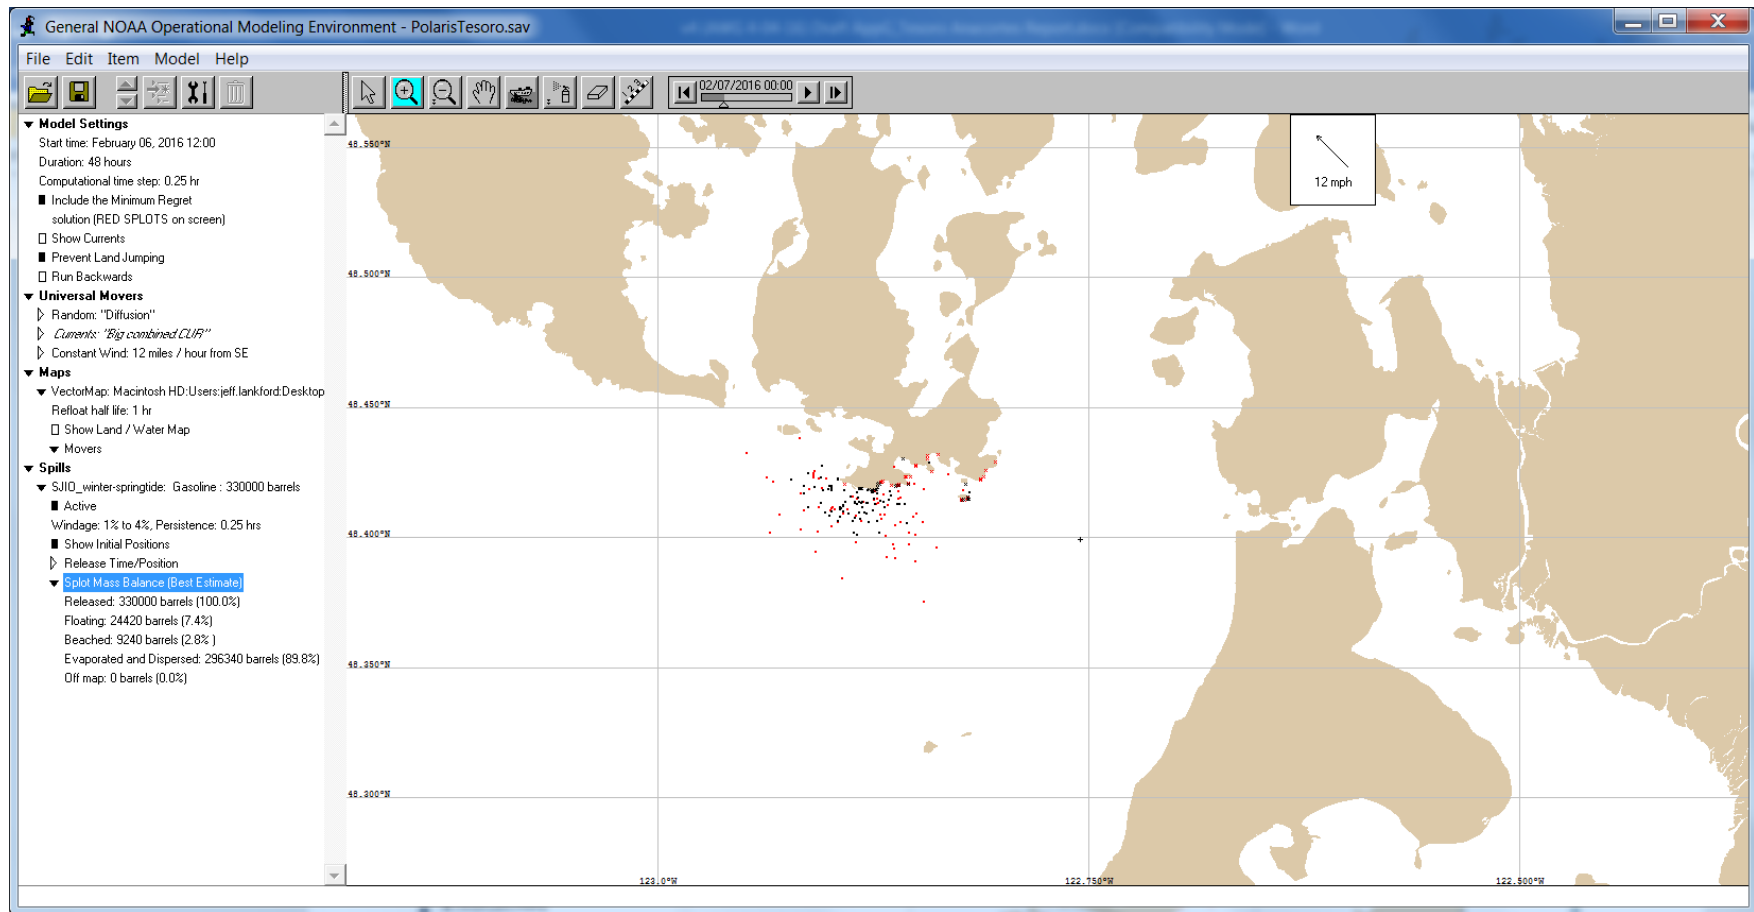 General NOAA Operational Modeling Environment - PolarisTesoro.sav
File Edit Item Model Help
02/07/2016 00:00
Model Settings
Start time: February 06, 2016 12:00
Duration: 48 hours
Computational time step: 0.25 hr
Include the Minimum Regret
solution (RED SPLOTS on screen)
Show Currents
Prevent Land Jumping
Run Backwards
Universal Movers
Random: "Diffusion"
Currents: "Big combined.CUR"
Constant Wind: 12 miles / hour from SE
Maps
VectorMap: Macintosh HD:Users:jeff.lankford:Desktop
Refloat half life: 1 hr
Show Land / Water Map
Movers
Spills
SJIO_winter-springtide: Gasoline : 330000 barrels
Active
Windage: 1% to 4%, Persistence: 0.25 hrs
Show Initial Positions
Release Time/Position
Splot Mass Balance (Best Estimate)
Released: 330000 barrels (100.0%)
Floating: 24420 barrels (7.4%)
Beached: 9240 barrels (2.8% )
Evaporated and Dispersed: 296340 barrels (89.8%)
Off map: 0 barrels (0.0%)
48.550°N
12 mph
48.500°N
48.450°N
48.400°N
48.350°N
48.300°N
123.0°W
122.750°W
122.500°W